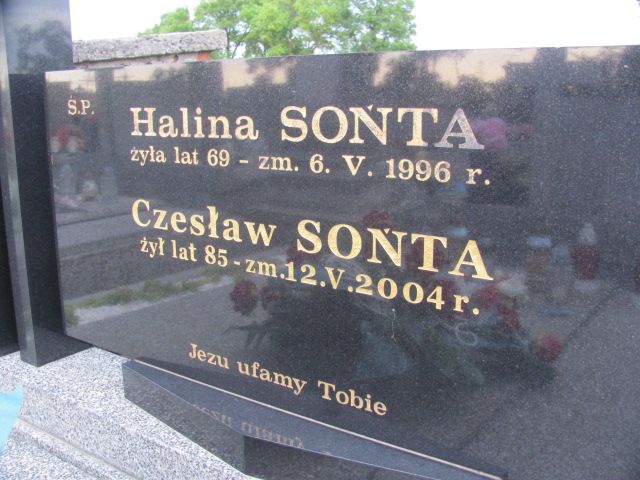 Ś.P.
Halina SOŃTA
żyła lat 69 - zm. 6. V. 1996 r.
Czesław SOŃTA
żył lat 85 - zm. 12. V. 2004 r.
Jezu ufamy Tobie